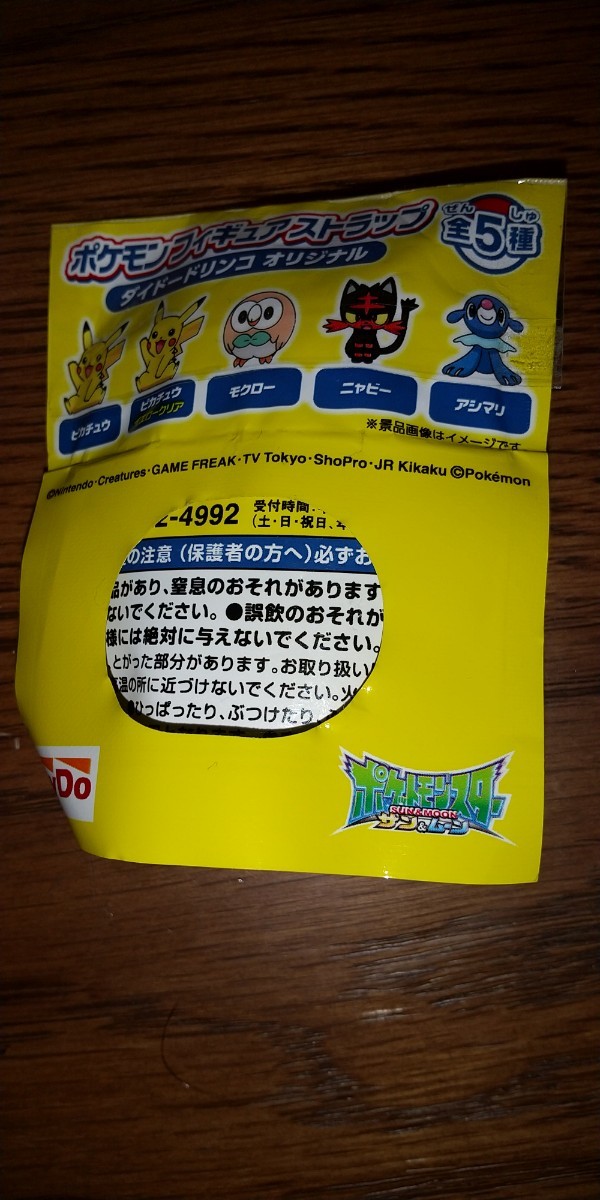 ポケモンフィギュアストラップ
ダイドードリンコ オリジナル
ぜん しゅ
全5種
ピカチュウ
ピカチュウ
モクロー
ニャビー
アシマリ
※景品画像はイメージです
©Nintendo・Creatures・GAME FREAK・TV Tokyo・ShoPro・JR Kikaku ©Pokémon
2-4992 受付時間
(土・日・祝日、
の注意 (保護者の方へ)必ずお
品があり、窒息のおそれがあります
ないでください。●誤飲のおそれが
様には絶対に与えないでください。
とがった部分があります。お取り扱い
温の所に近づけないでください。火
ひっぱったり、ぶつけたり、
Do
ポケットモンスター
SUN&MOON
サン&ムーン